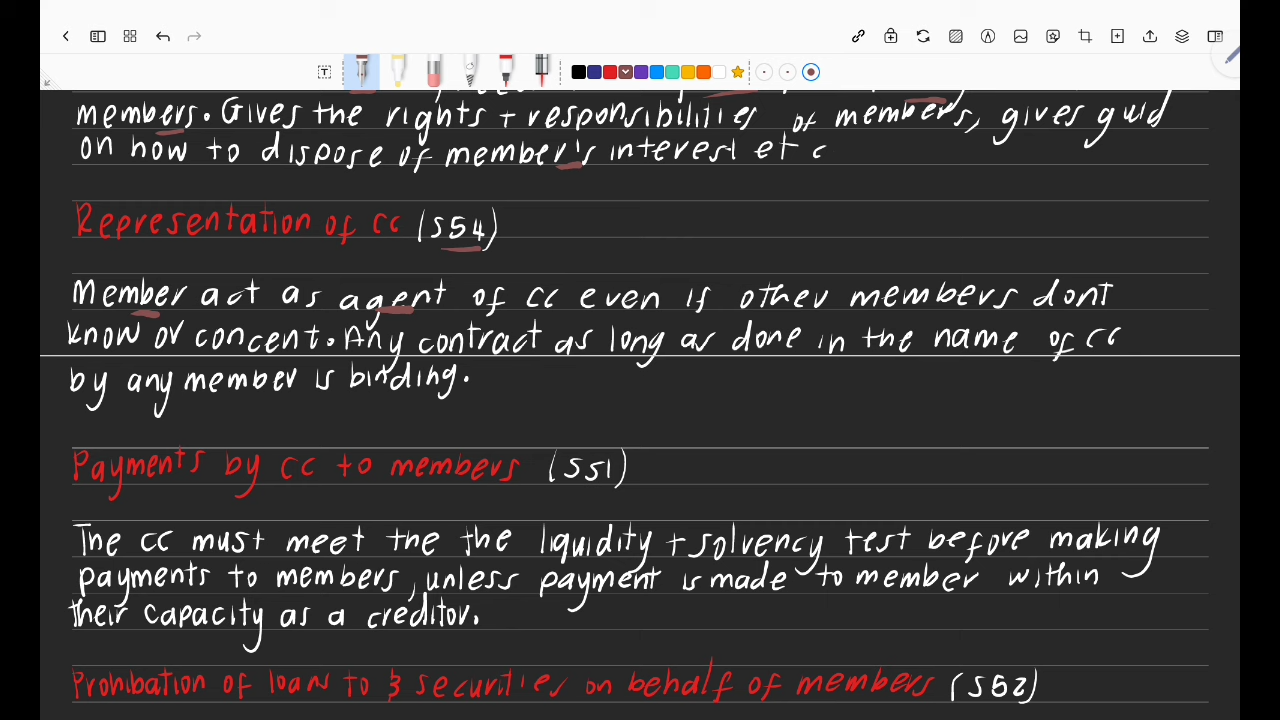 members. Gives the rights + responsibilities of members, gives guid
on how to dispose of member's interest etc
Representation of CC (S54)
Member act as agent of CC even if other members dont
know or concent. Any contract as long as done in the name of CC
by any member is binding.
Payments by CC to members (S51)
The CC must meet the the liquidity + solvency test before making
payments to members, unless payment is made to member within
their capacity as a creditor.
Prohibation of loans to & securities on behalf of members (S52)